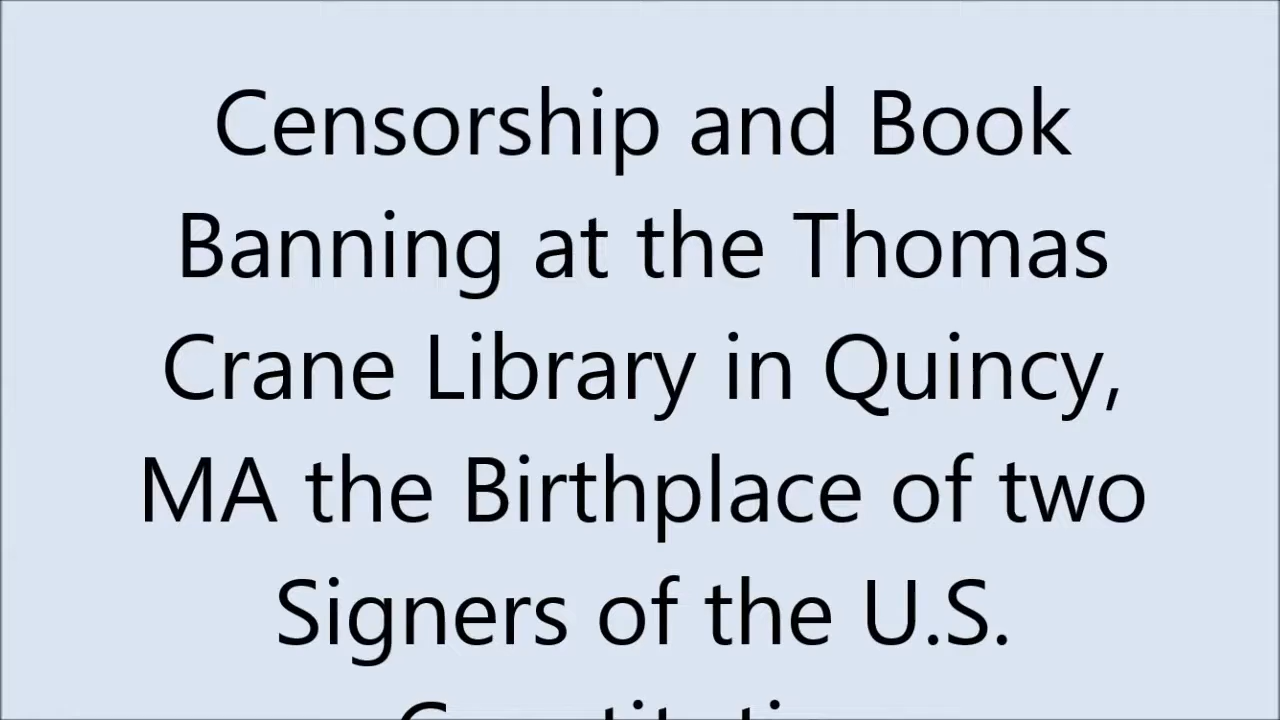 Censorship and Book
Banning at the Thomas
Crane Library in Quincy,
MA the Birthplace of two
Signers of the U.S.